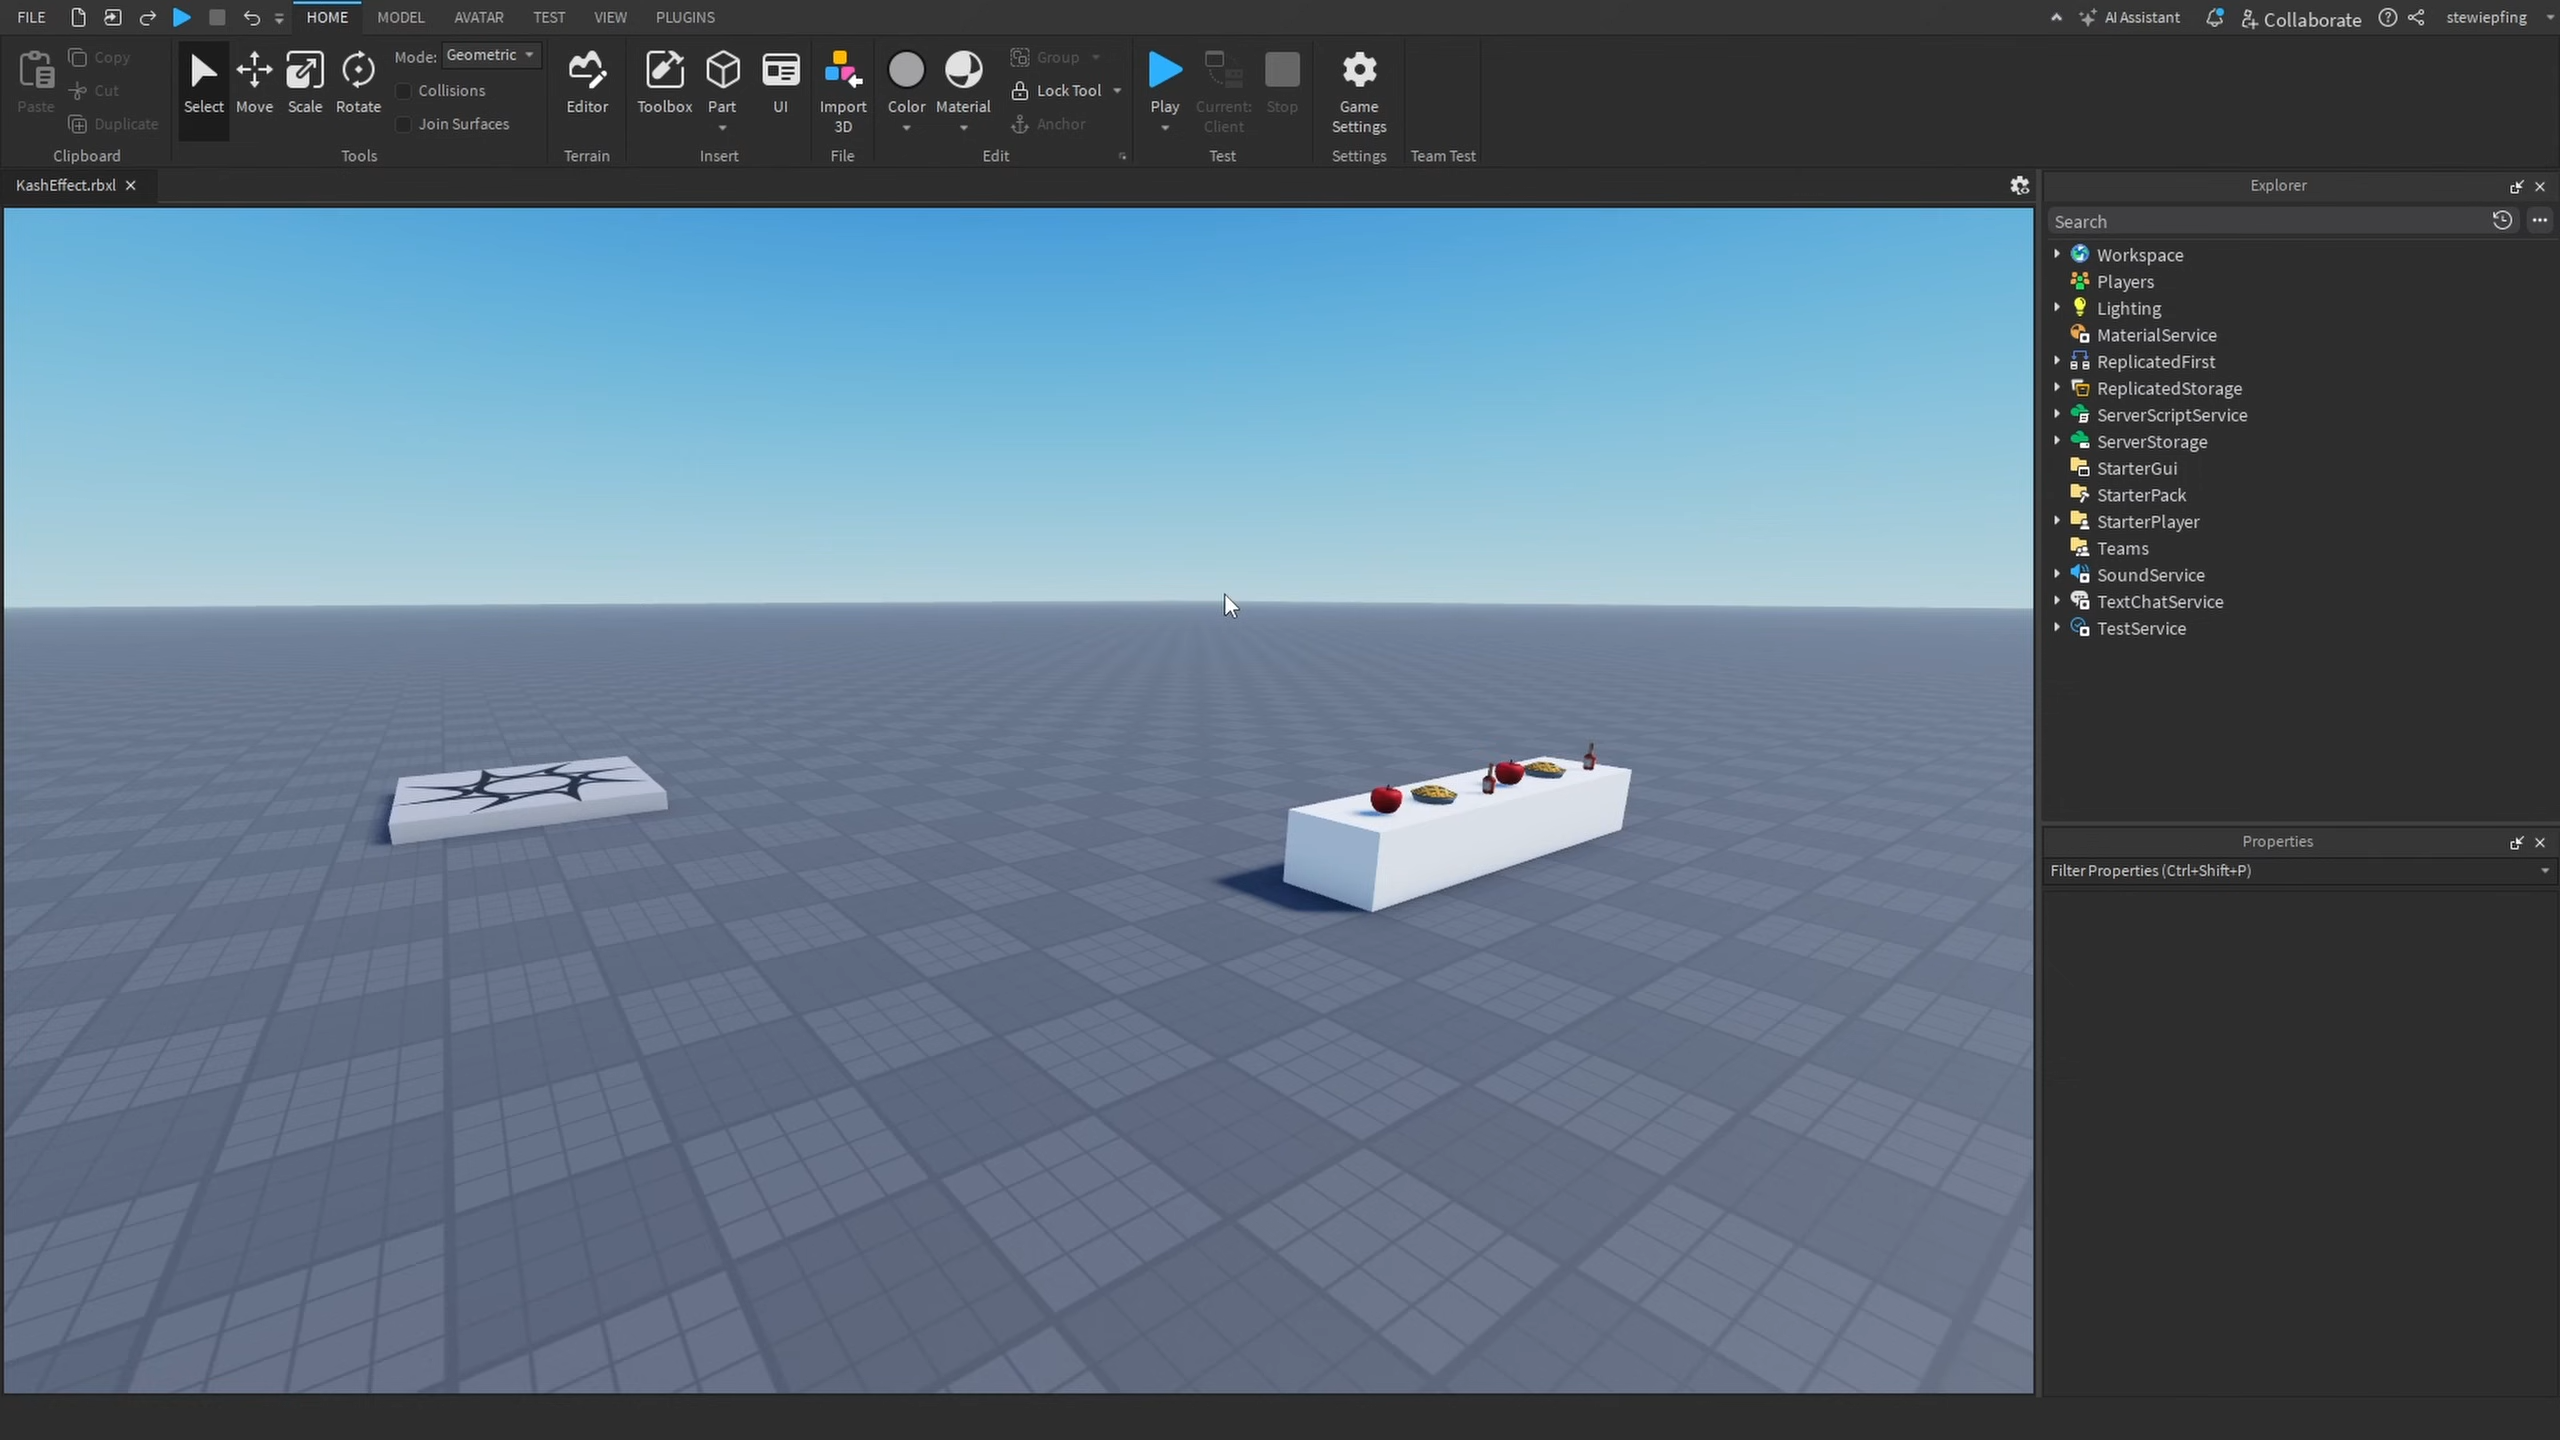 FILE HOME MODEL AVATAR TEST VIEW PLUGINS AI Assistant Collaborate stewiepfing
Paste
Copy
Cut
Duplicate
Clipboard
Select
Move
Scale
Rotate
Mode: Geometric
Collisions
Join Surfaces
Tools
Editor
Terrain
Toolbox
Part
UI
Insert
Import
3D
File
Color
Material
Group
Lock Tool
Anchor
Edit
Play
Current:
Client
Stop
Test
Game
Settings
Settings
Team Test
KashEffect.rbxl
Explorer
Search
Workspace
Players
Lighting
MaterialService
ReplicatedFirst
ReplicatedStorage
ServerScriptService
ServerStorage
StarterGui
StarterPack
StarterPlayer
Teams
SoundService
TextChatService
TestService
Properties
Filter Properties (Ctrl+Shift+P)